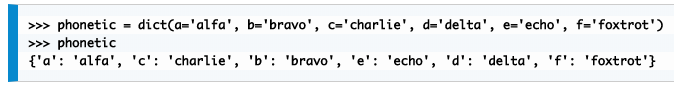 >>> phonetic = dict(a='alfa', b='bravo', c='charlie', d='delta', e='echo', f='foxtrot')
>>> phonetic
{'a': 'alfa', 'c': 'charlie', 'b': 'bravo', 'e': 'echo', 'd': 'delta', 'f': 'foxtrot'}